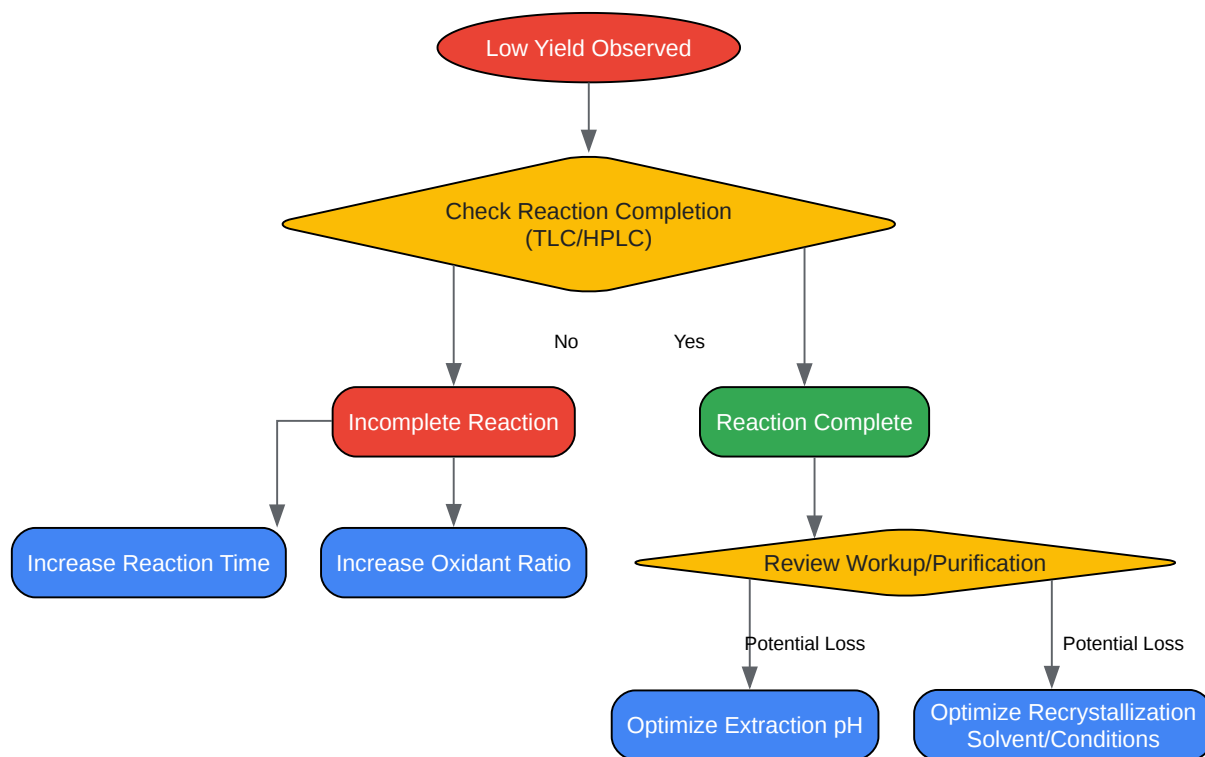 Low Yield Observed
Check Reaction Completion
(TLC/HPLC)
No
Yes
Incomplete Reaction
Reaction Complete
Increase Reaction Time
Increase Oxidant Ratio
Review Workup/Purification
Potential Loss
Potential Loss
Optimize Extraction pH
Optimize Recrystallization
Solvent/Conditions